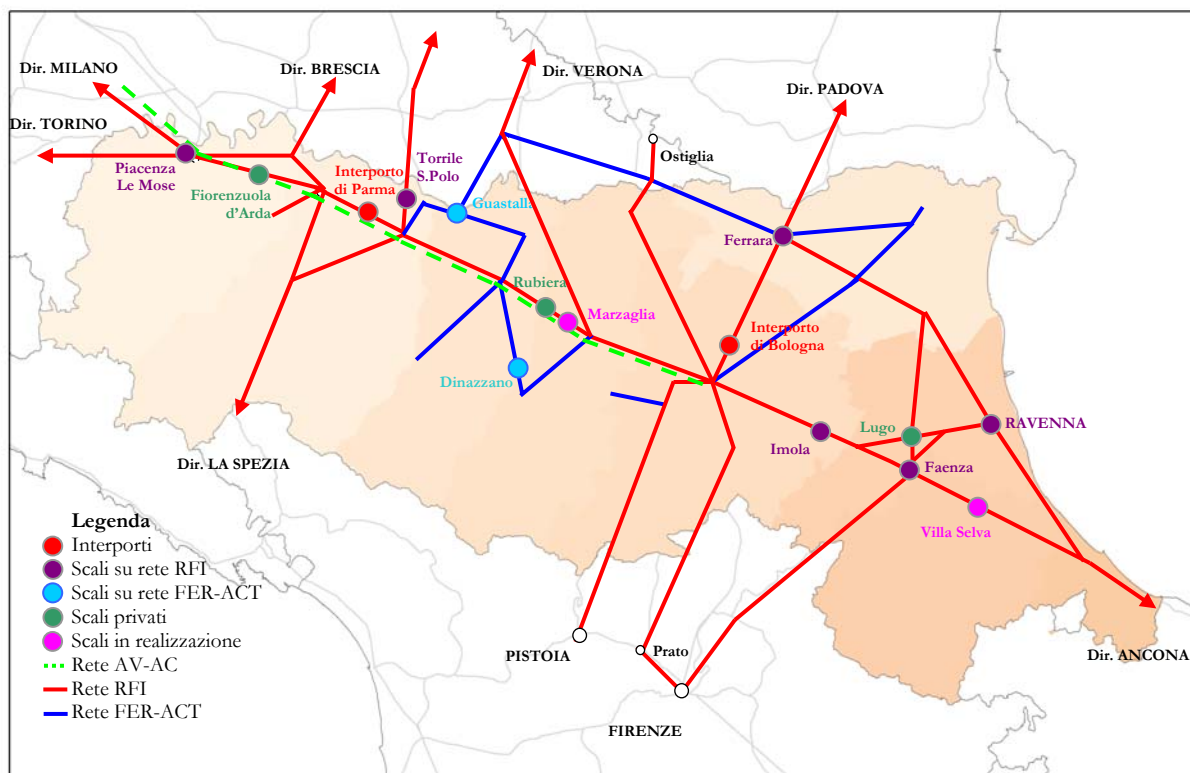 Dir. MILANO
Dir. BRESCIA
Dir. VERONA
Dir. PADOVA
Dir. TORINO
Ostiglia
Piacenza
Le Mose
Fiorenzuola
d'Arda
Interporto
di Parma
Torrile
S.Polo
Guastalla
Ferrara
Rubiera
Marzaglia
Interporto
di Bologna
Dinazzano
Imola
Lugo
RAVENNA
Faenza
Villa Selva
Dir. LA SPEZIA
PISTOIA
Prato
FIRENZE
Dir. ANCONA
Legenda
Interporti
Scali su rete RFI
Scali su rete FER-ACT
Scali privati
Scali in realizzazione
Rete AV-AC
Rete RFI
Rete FER-ACT